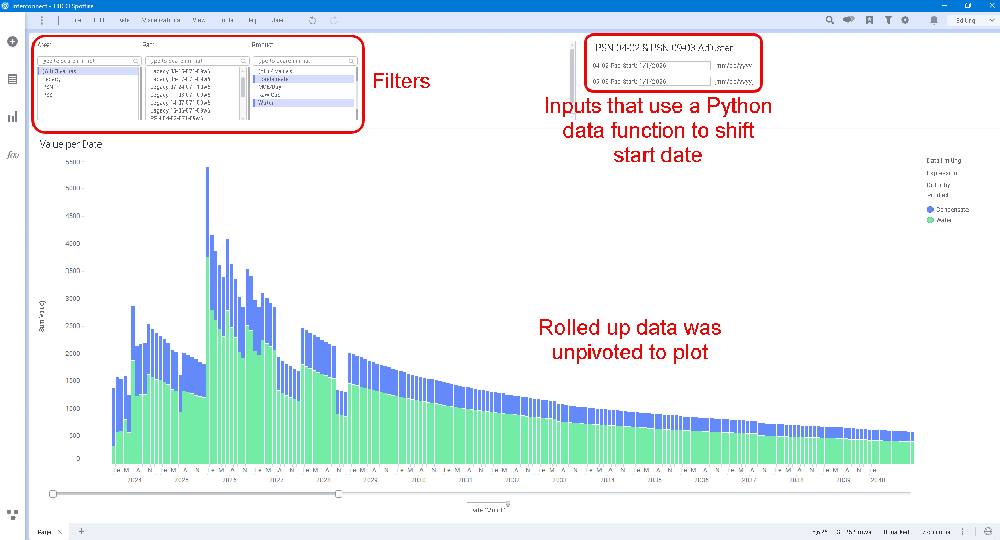 Interconnect - TIBCO Spotfire
File Edit Data Visualizations View Tools Help User
Editing
Area: Pad: Product:
Type to search in list Type to search in list Type to search in list
(All) 3 values
Legacy
PSN
PSS
Legacy 03-15-071-09w6
Legacy 05-17-071-09w6
Legacy 07-24-071-10w6
Legacy 11-03-071-09w6
Legacy 14-07-071-09w6
Legacy 15-06-071-09w6
PSN 04-02-071-09w6
(All) 4 values
Condensate
MOE/Day
Raw Gas
Water
Filters
PSN 04-02 & PSN 09-03 Adjuster
04-02 Pad Start: 1/1/2026 (mm/dd/yyyy)
09-03 Pad Start: 1/1/2026 (mm/dd/yyyy)
Inputs that use a Python
data function to shift
start date
f(x)
Value per Date
Data limiting:
Expression
Color by:
Product
Condensate
Water
Sum(Value)
5500
5000
4500
4000
3500
3000
2500
2000
1500
1000
500
0
Rolled up data was
unpivoted to plot
Fe M... A... N... Fe M... A... N... Fe M... A... N... Fe M... A... N... Fe M... A... N... Fe M... A... N... Fe M... A... N... Fe M... A... N... Fe M... A... N... Fe M... A... N... Fe M... A... N... Fe M... A... N... Fe M... A... N... Fe M... A... N... Fe M... A... N... Fe M... A... N... Fe
2024 2025 2026 2027 2028 2029 2030 2031 2032 2033 2034 2035 2036 2037 2038 2039 2040
Date (Month)
Page
15,626 of 31,252 rows 0 marked 7 columns